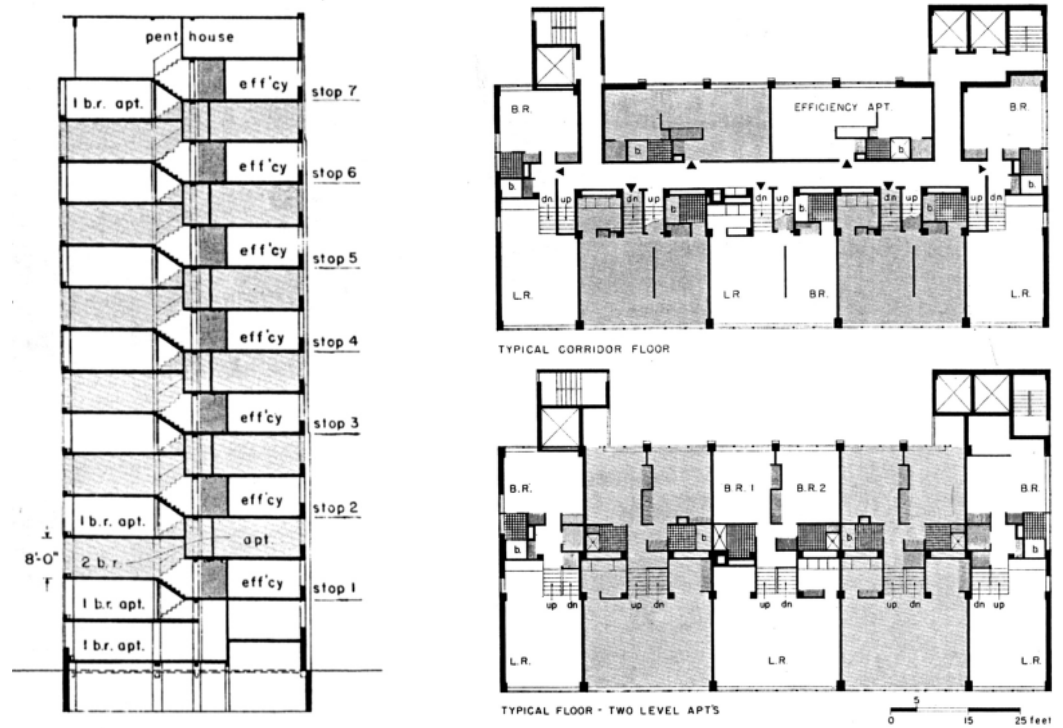 pent house
1 b.r. apt.
eff'cy
stop 7
eff'cy
stop 6
eff'cy
stop 5
eff'cy
stop 4
eff'cy
stop 3
1 b.r. apt.
eff'cy
stop 2
8'-0"
2 b.r.
apt.
1 b.r. apt.
eff'cy
stop 1
1 b.r. apt.
B.R.
EFFICIENCY APT.
B.R.
b.
b.
b.
b.
dn up
dn up
b.
dn up
b.
dn up
b.
up dn
L.R.
L.R
B.R.
L.R.
TYPICAL CORRIDOR FLOOR
B.R.
B.R.1
B.R.2
B.R.
b.
b.
b.
b.
up dn
up dn
up dn
up dn
dn up
L.R.
L.R.
L.R.
TYPICAL FLOOR - TWO LEVEL APT'S
5
0 15 25 feet